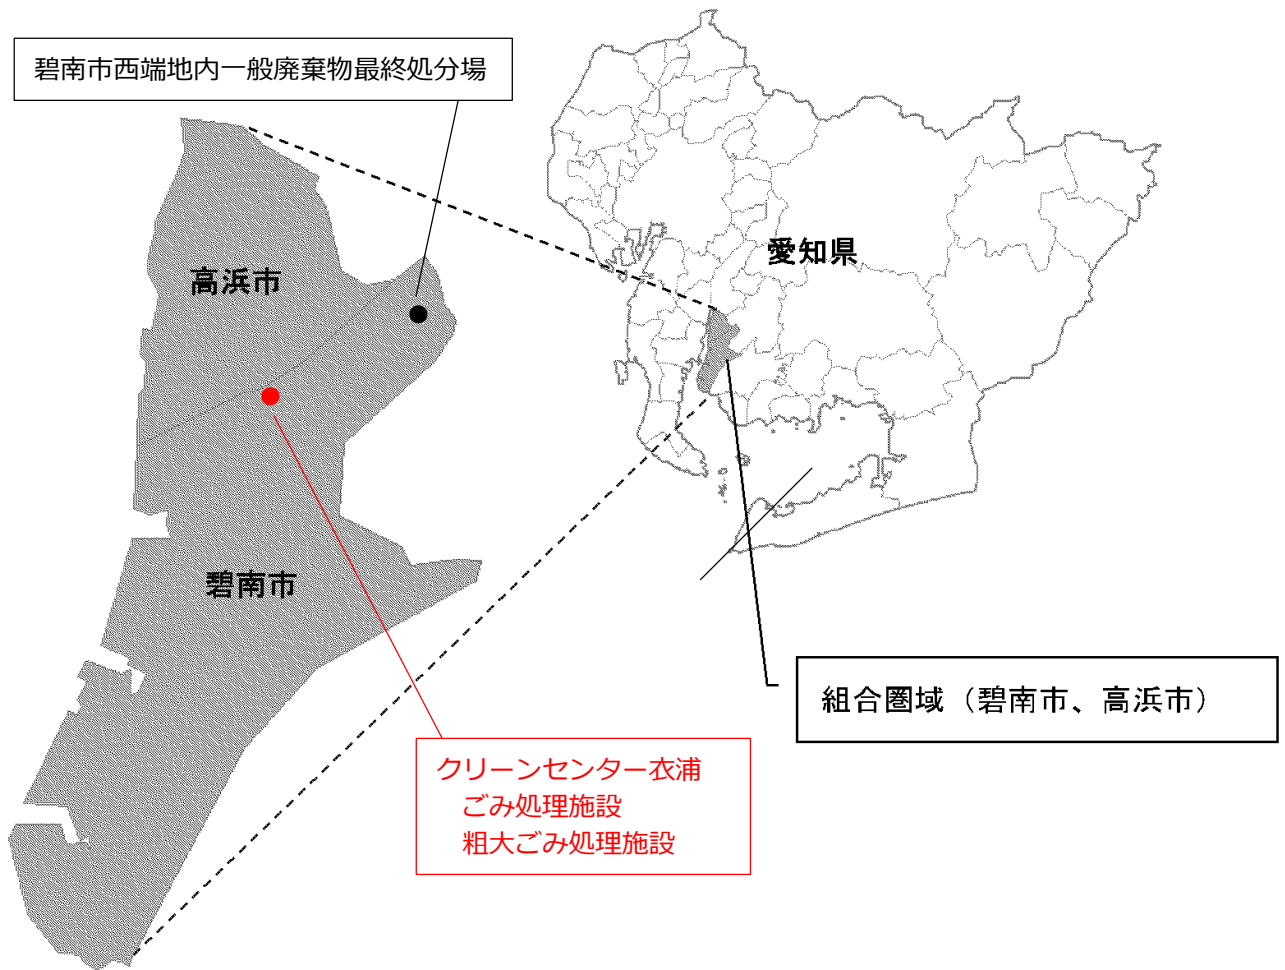 碧南市西端地内一般廃棄物最終処分場
愛知県
高浜市
碧南市
組合圏域（碧南市、高浜市）
クリーンセンター衣浦
ごみ処理施設
粗大ごみ処理施設